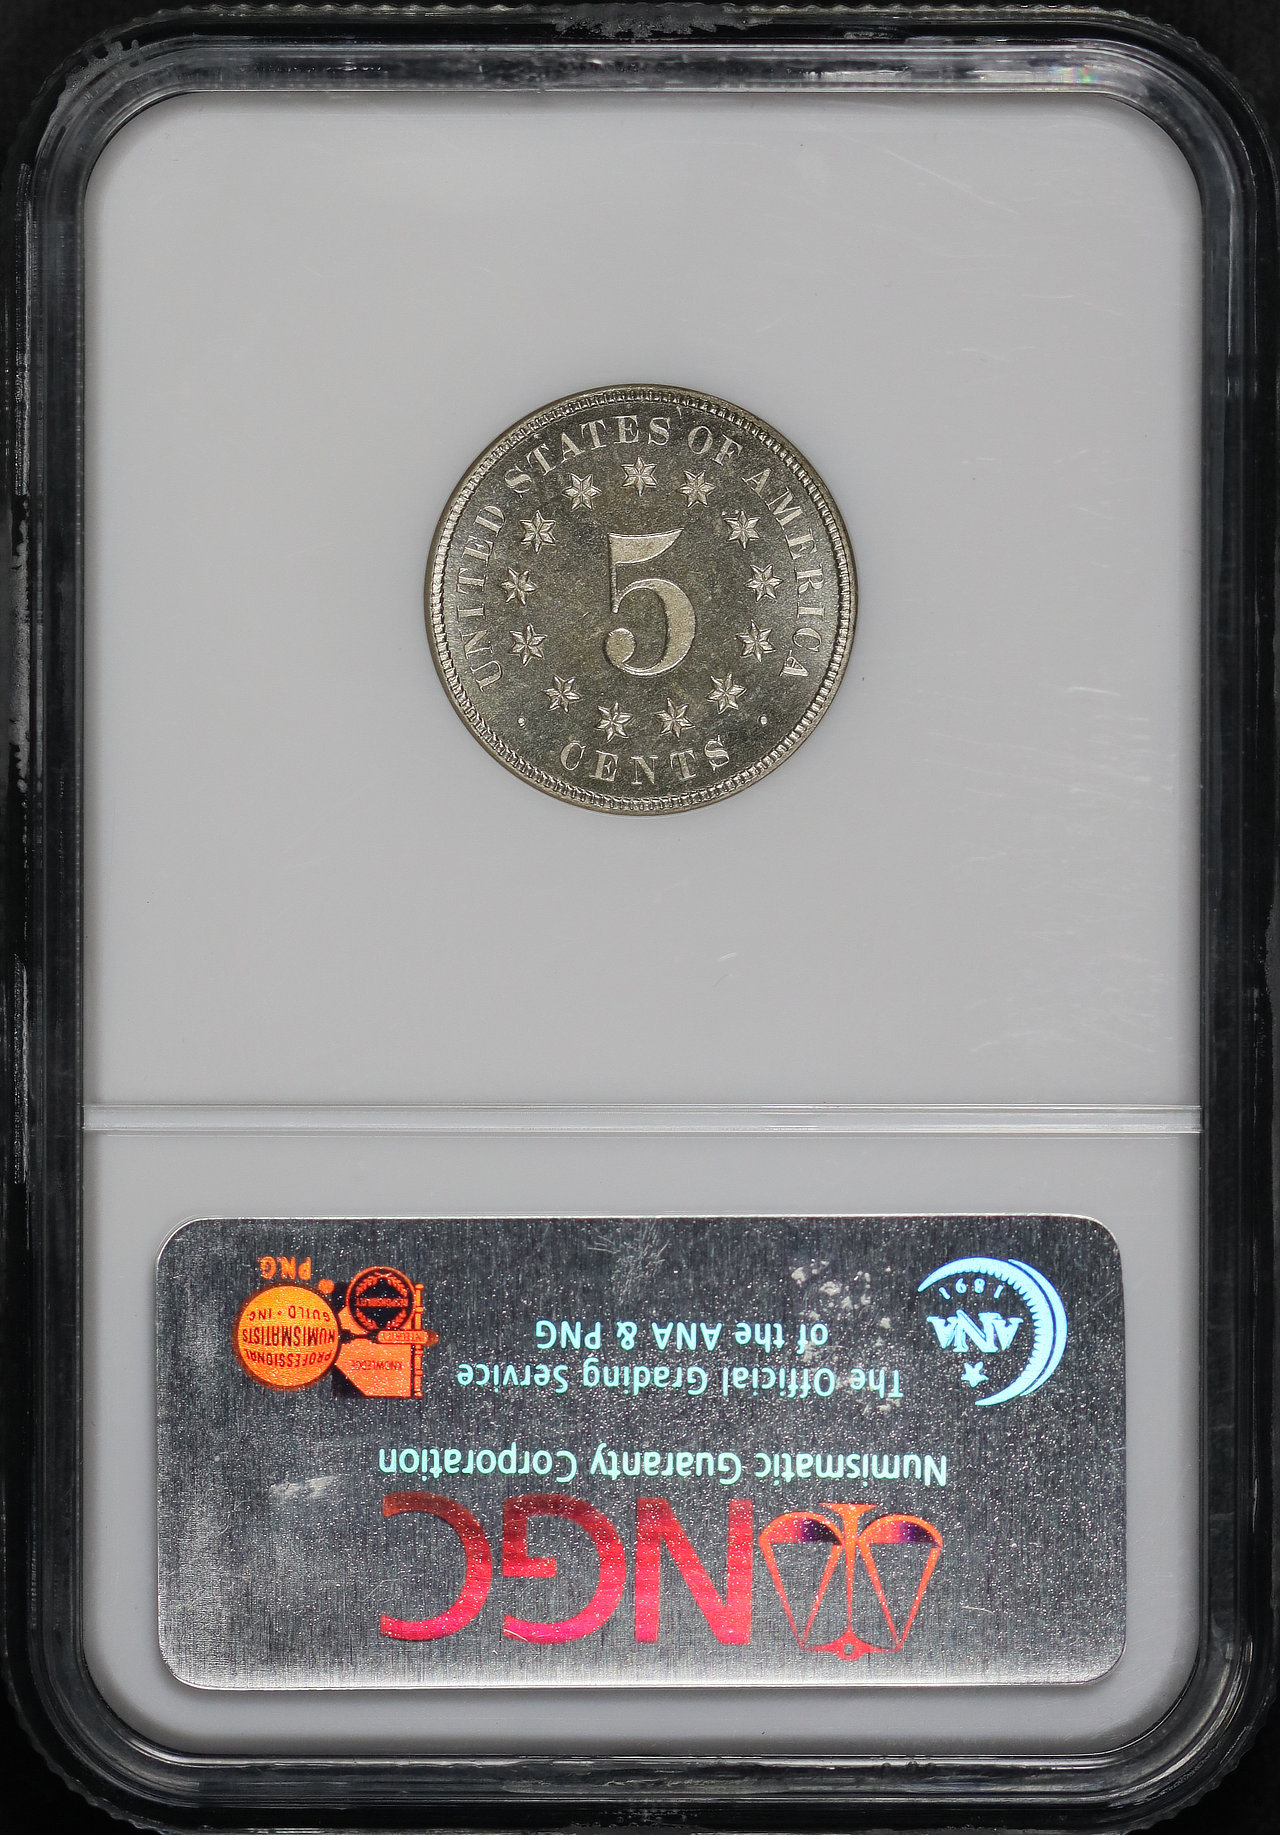 UNITED STATES OF AMERICA
5
CENTS
NGC
Numismatic Guaranty Corporation
The Official Grading Service
of the ANA & PNG
ANA
1891
PROFESSIONAL
NUMISMATISTS
GUILD • INC
PNG
KNOWLEDGE